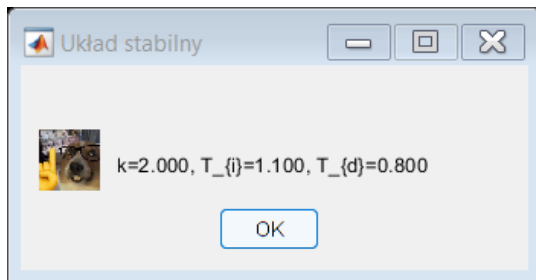 Układ stabilny
k=2.000, T_{i}=1.100, T_{d}=0.800
OK